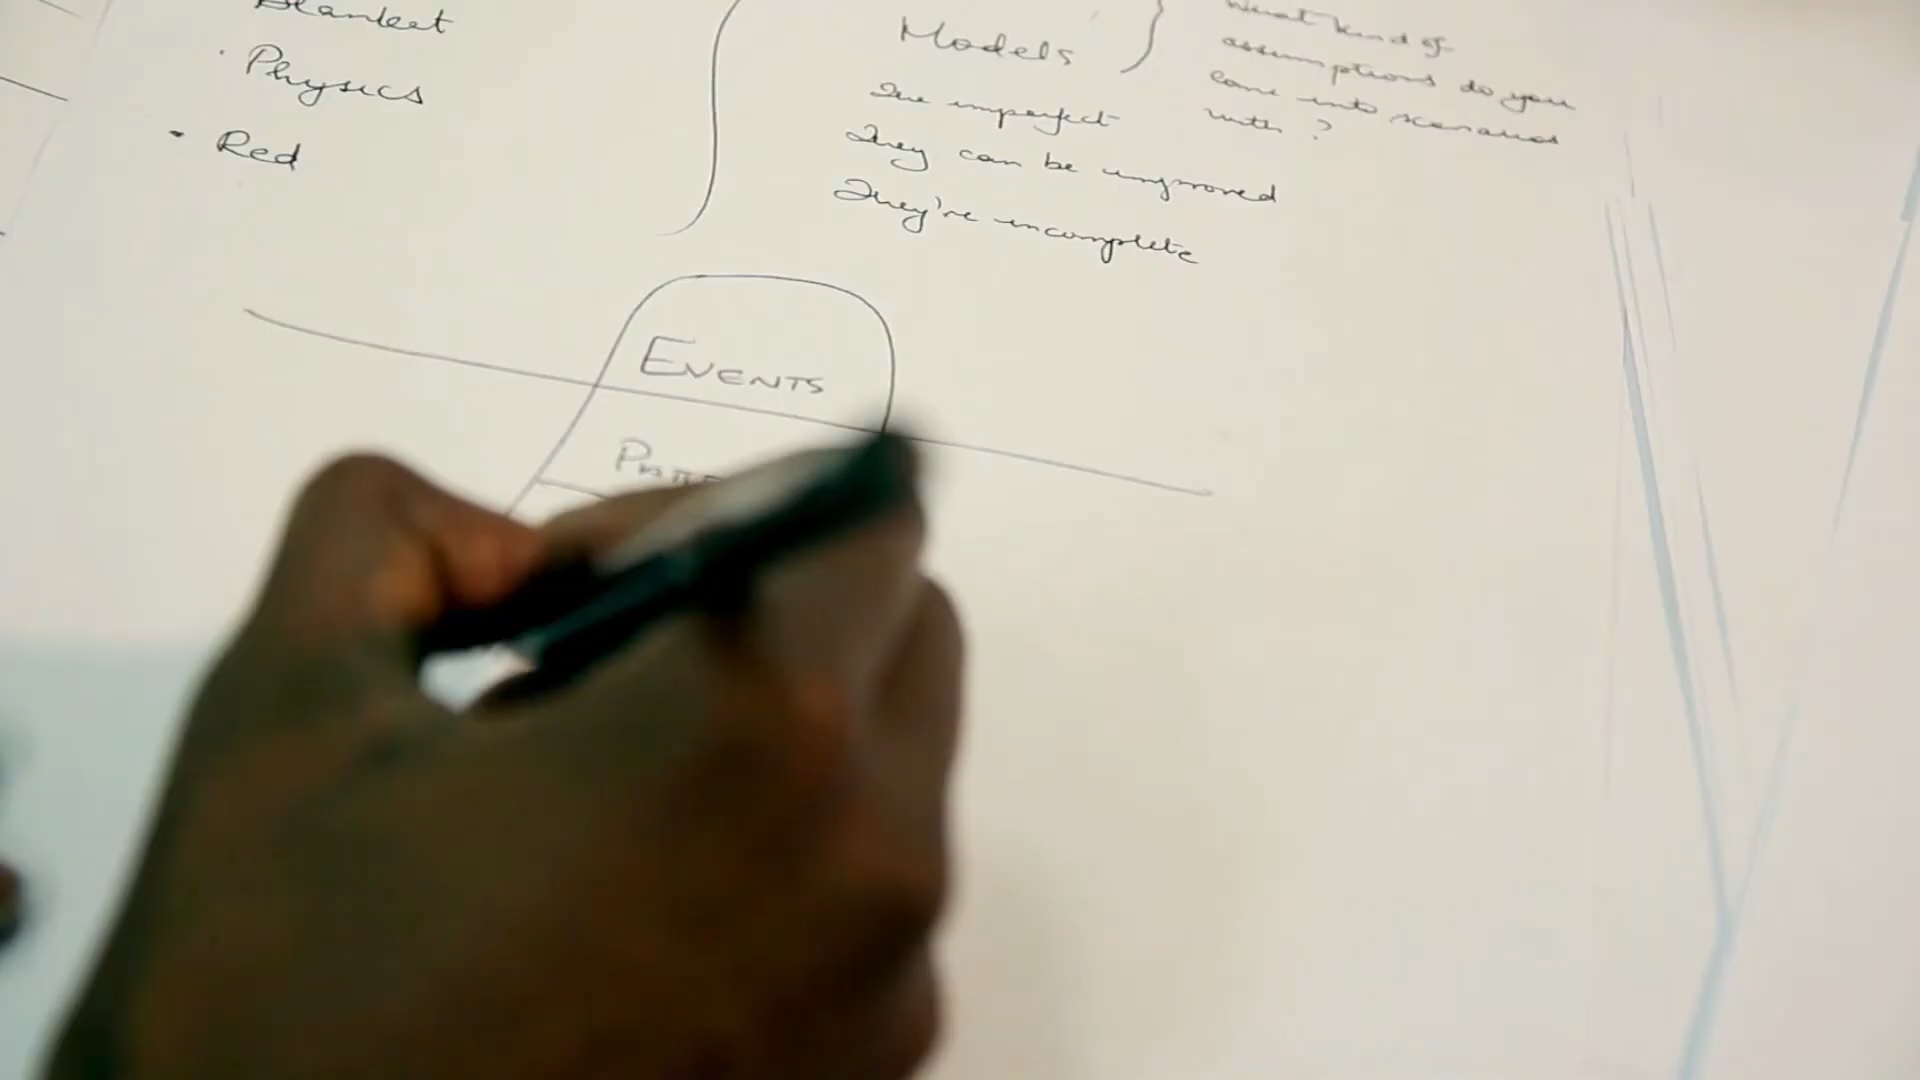 Blanket
· Physics
· Red
Models
Are imperfect
They can be improved
They're incomplete
What kind of
assumptions do you
come into scenarios
with ?
EVENTS